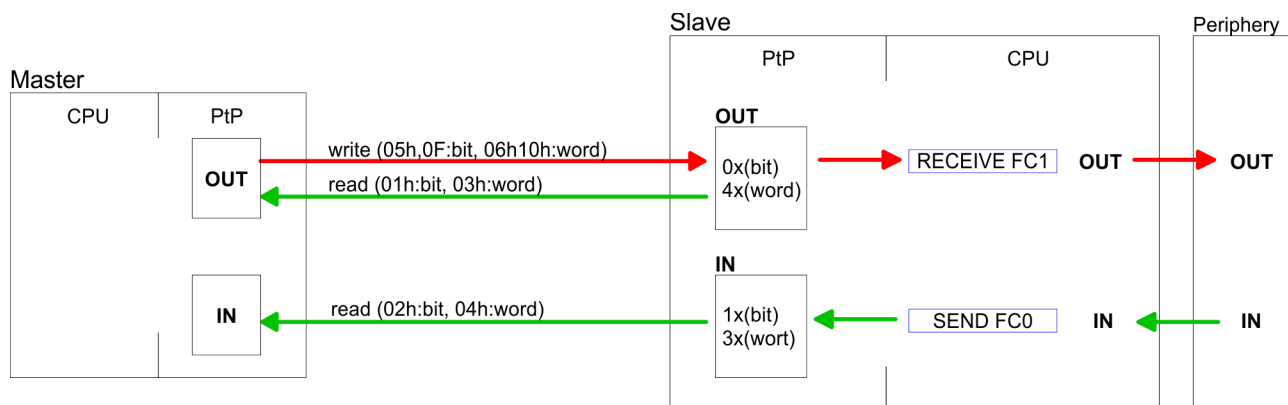 Slave
Periphery
PtP
CPU
Master
CPU
PtP
OUT
write (05h,0F:bit, 06h10h:word)
OUT
0x(bit)
4x(word)
read (01h:bit, 03h:word)
RECEIVE FC1
OUT
OUT
IN
IN
read (02h:bit, 04h:word)
1x(bit)
3x(wort)
SEND FC0
IN
IN